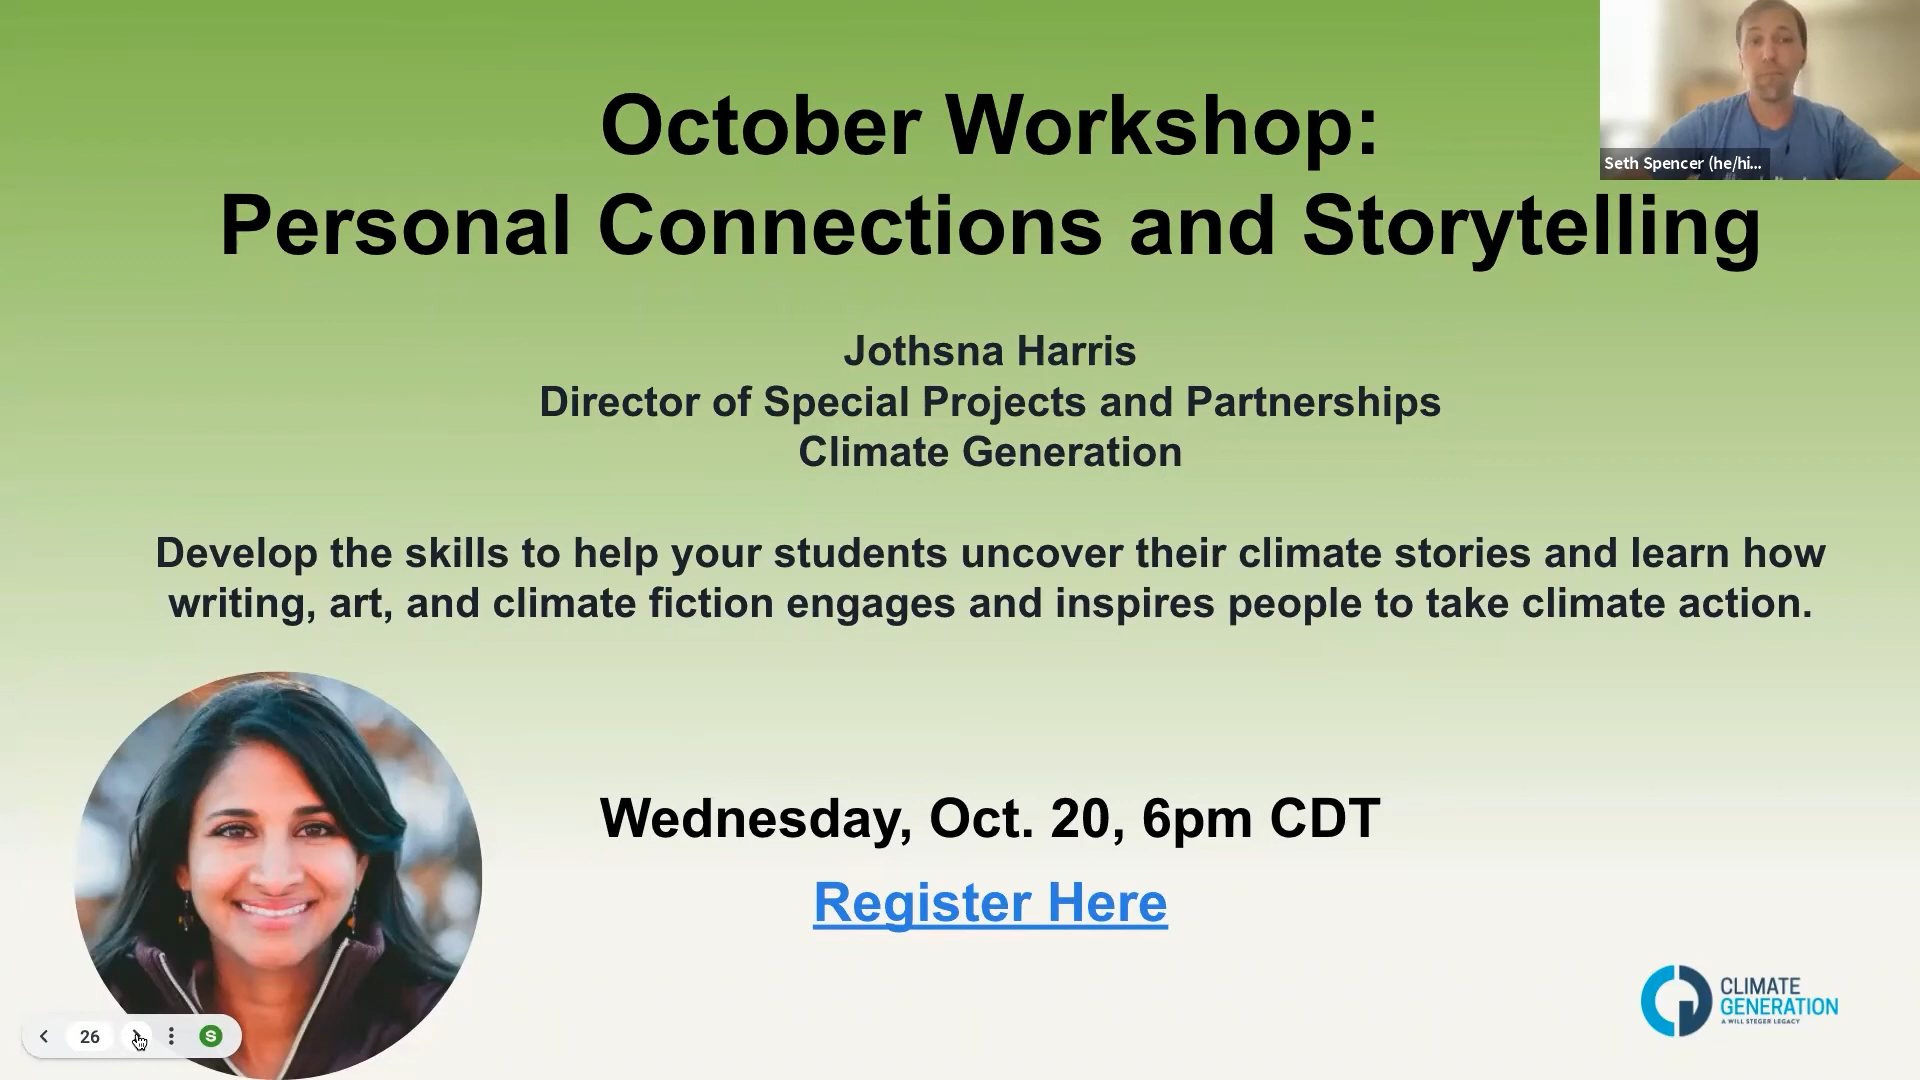 October Workshop:
Seth Spencer (he/hi...
Personal Connections and Storytelling
Jothsna Harris
Director of Special Projects and Partnerships
Climate Generation
Develop the skills to help your students uncover their climate stories and learn how
writing, art, and climate fiction engages and inspires people to take climate action.
Wednesday, Oct. 20, 6pm CDT
Register Here
CLIMATE
GENERATION
A WILL STEGER LEGACY
26
S